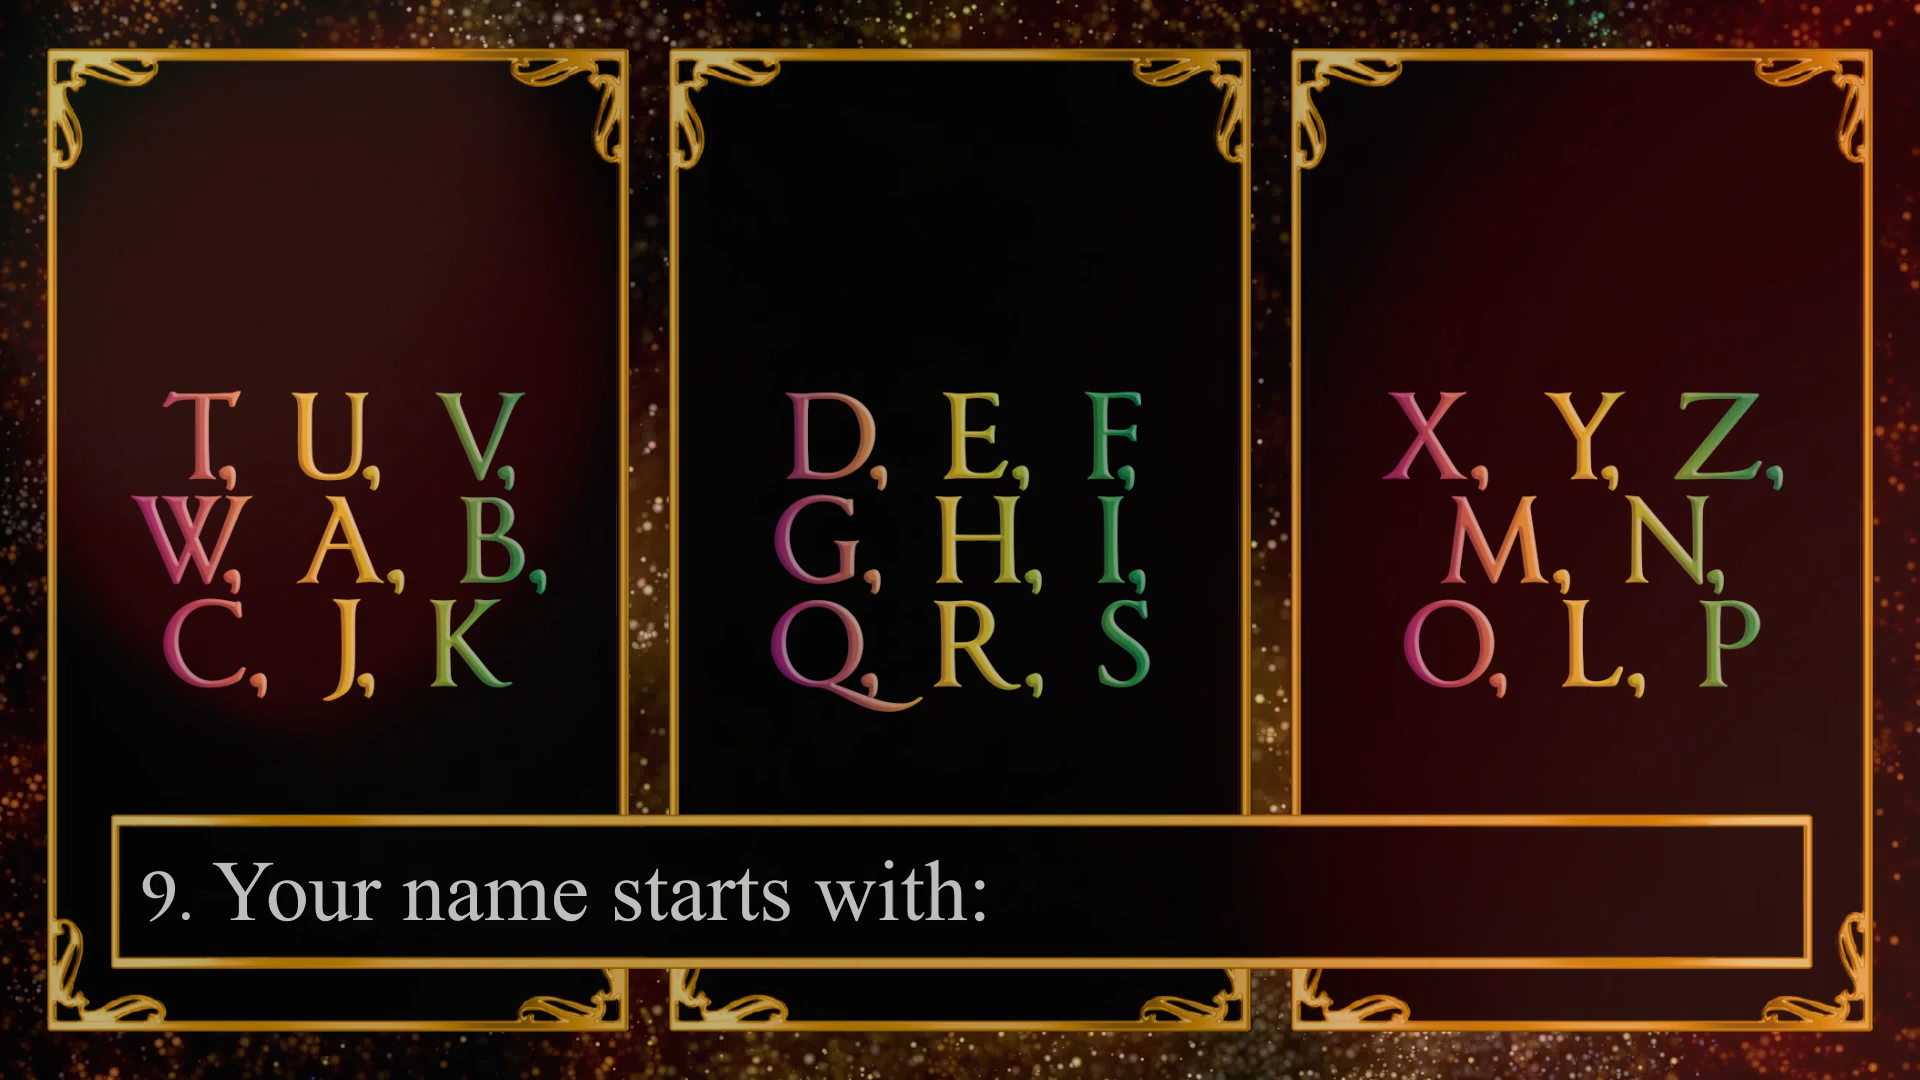 T, U, V,
W, A, B,
C, J, K
D, E, F,
G, H, I,
Q, R, S
X, Y, Z,
M, N,
O, L, P
9. Your name starts with: